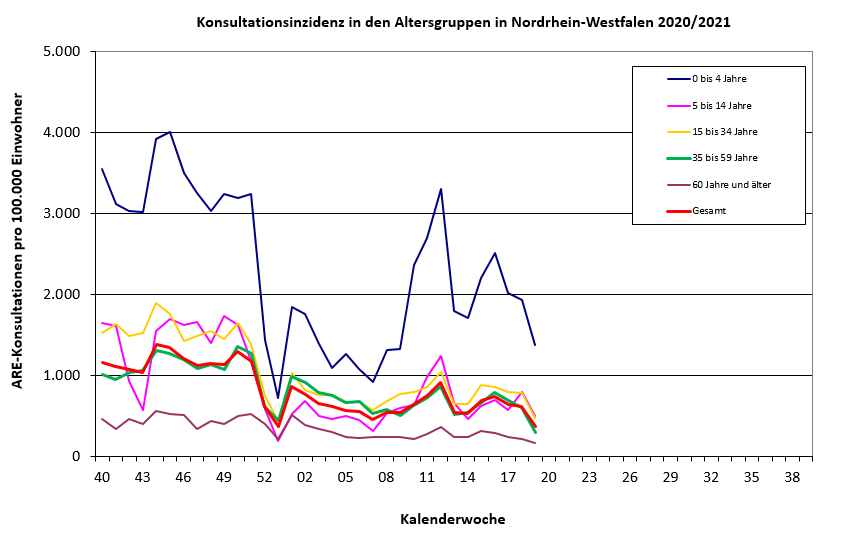 Konsultationsinzidenz in den Altersgruppen in Nordrhein-Westfalen 2020/2021
ARE-Konsultationen pro 100.000 Einwohner
5.000
4.000
3.000
2.000
1.000
0
0 bis 4 Jahre
5 bis 14 Jahre
15 bis 34 Jahre
35 bis 59 Jahre
60 Jahre und älter
Gesamt
40 43 46 49 52 02 05 08 11 14 17 20 23 26 29 32 35 38
Kalenderwoche